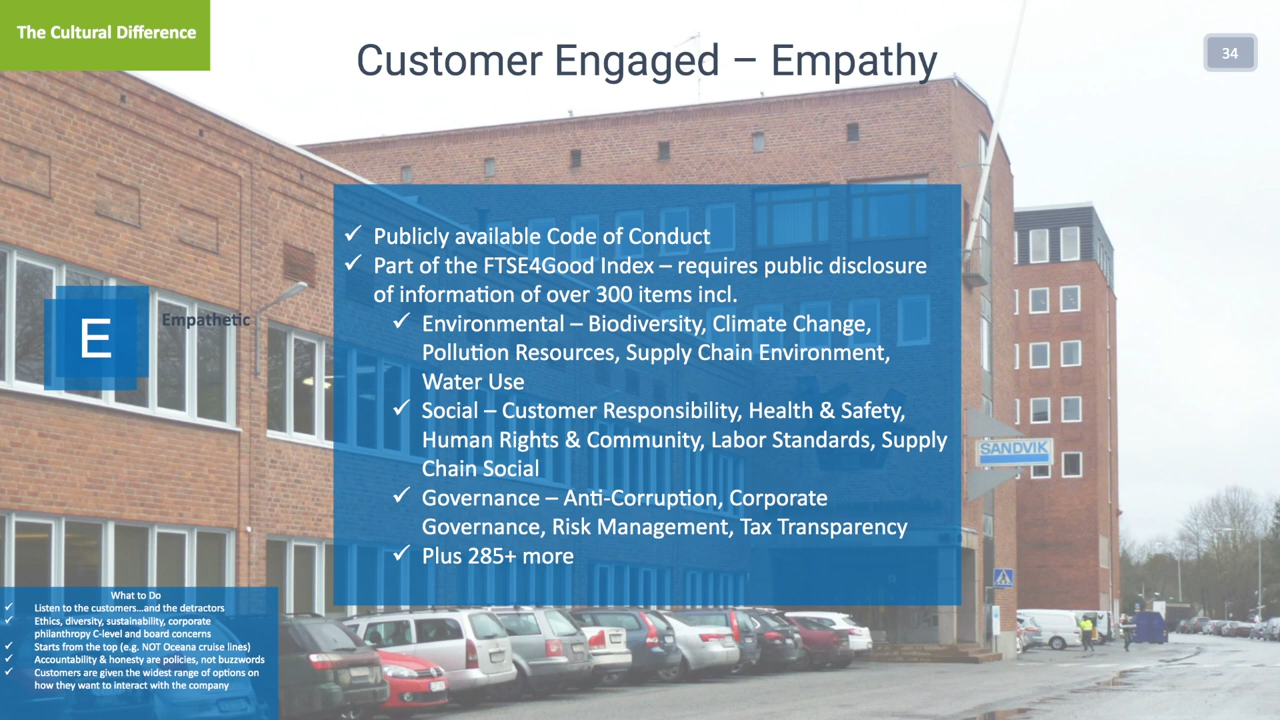 The Cultural Difference
Customer Engaged – Empathy
34
✓ Publicly available Code of Conduct
✓ Part of the FTSE4Good Index – requires public disclosure
of information of over 300 items incl.
✓ Environmental – Biodiversity, Climate Change,
Pollution Resources, Supply Chain Environment,
Water Use
✓ Social – Customer Responsibility, Health & Safety,
Human Rights & Community, Labor Standards, Supply
Chain Social
✓ Governance – Anti-Corruption, Corporate
Governance, Risk Management, Tax Transparency
✓ Plus 285+ more
E
Empathetic
SANDVIK
What to Do
✓ Listen to the customers...and the detractors
✓ Ethics, diversity, sustainability, corporate
philanthropy C-level and board concerns
✓ Starts from the top (e.g. NOT Oceana cruise lines)
✓ Accountability & honesty are policies, not buzzwords
✓ Customers are given the widest range of options on
how they want to interact with the company